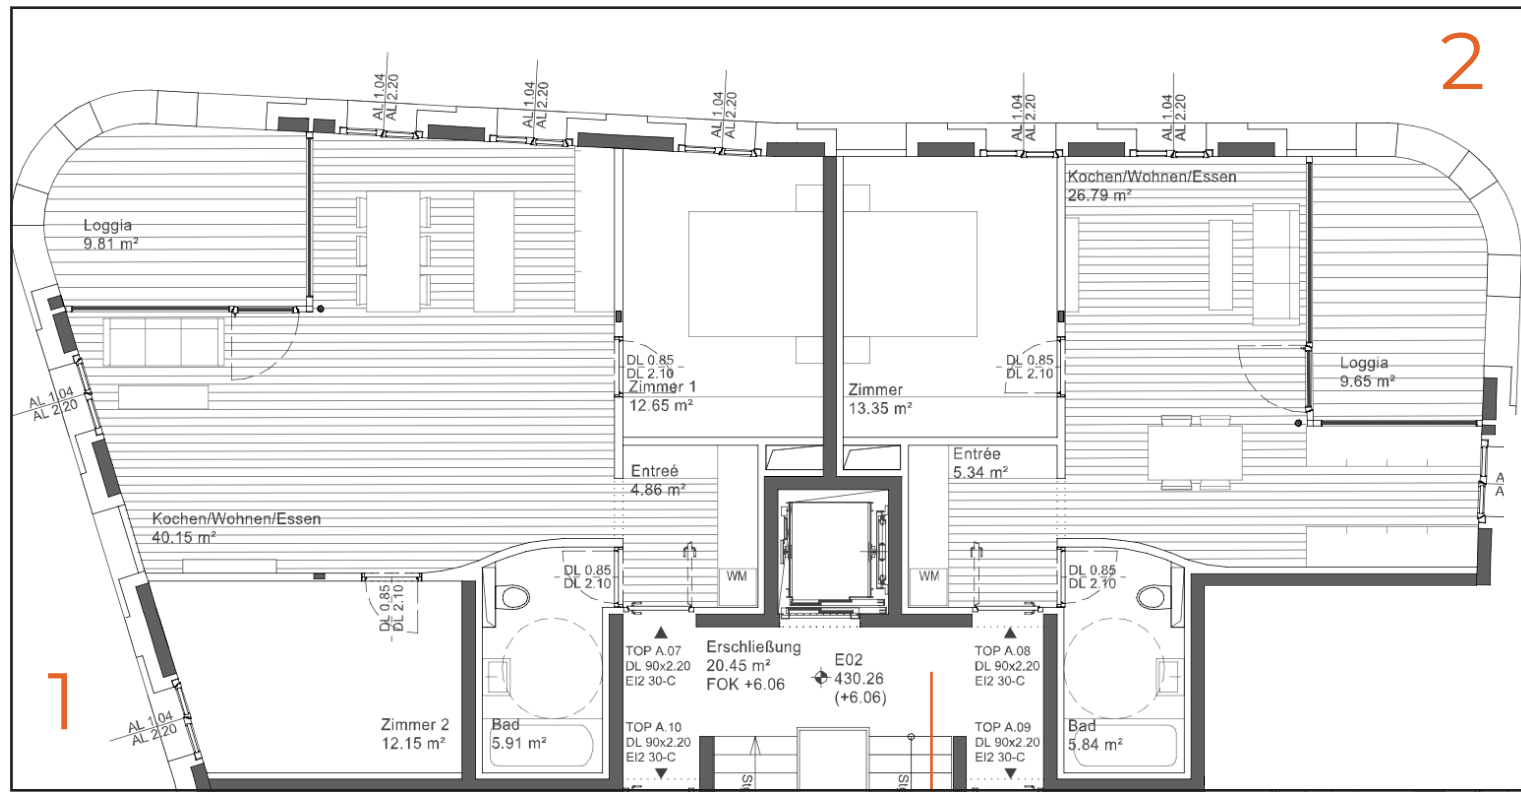 2
AL 1.04
AL 2.20
AL 1.04
AL 2.20
AL 1.04
AL 2.20
AL 1.04
AL 2.20
AL 1.04
AL 2.20
Loggia
9.81 m²
Kochen/Wohnen/Essen
26.79 m²
DL 0.85
DL 2.10
Zimmer 1
12.65 m²
Zimmer
13.35 m²
DL 0.85
DL 2.10
Loggia
9.65 m²
AL 1.04
AL 2.20
Entreé
4.86 m²
Entrée
5.34 m²
A
A
Kochen/Wohnen/Essen
40.15 m²
DL 0.85
DL 2.10
DL 0.85
DL 2.10
WM
WM
DL 0.85
DL 2.10
1
AL 1.04
AL 2.20
Zimmer 2
12.15 m²
Bad
5.91 m²
TOP A.07
DL 90x2.20
EI2 30-C
Erschließung
20.45 m²
FOK +6.06
E02
430.26
(+6.06)
TOP A.08
DL 90x2.20
EI2 30-C
TOP A.10
DL 90x2.20
EI2 30-C
TOP A.09
DL 90x2.20
EI2 30-C
Bad
5.84 m²